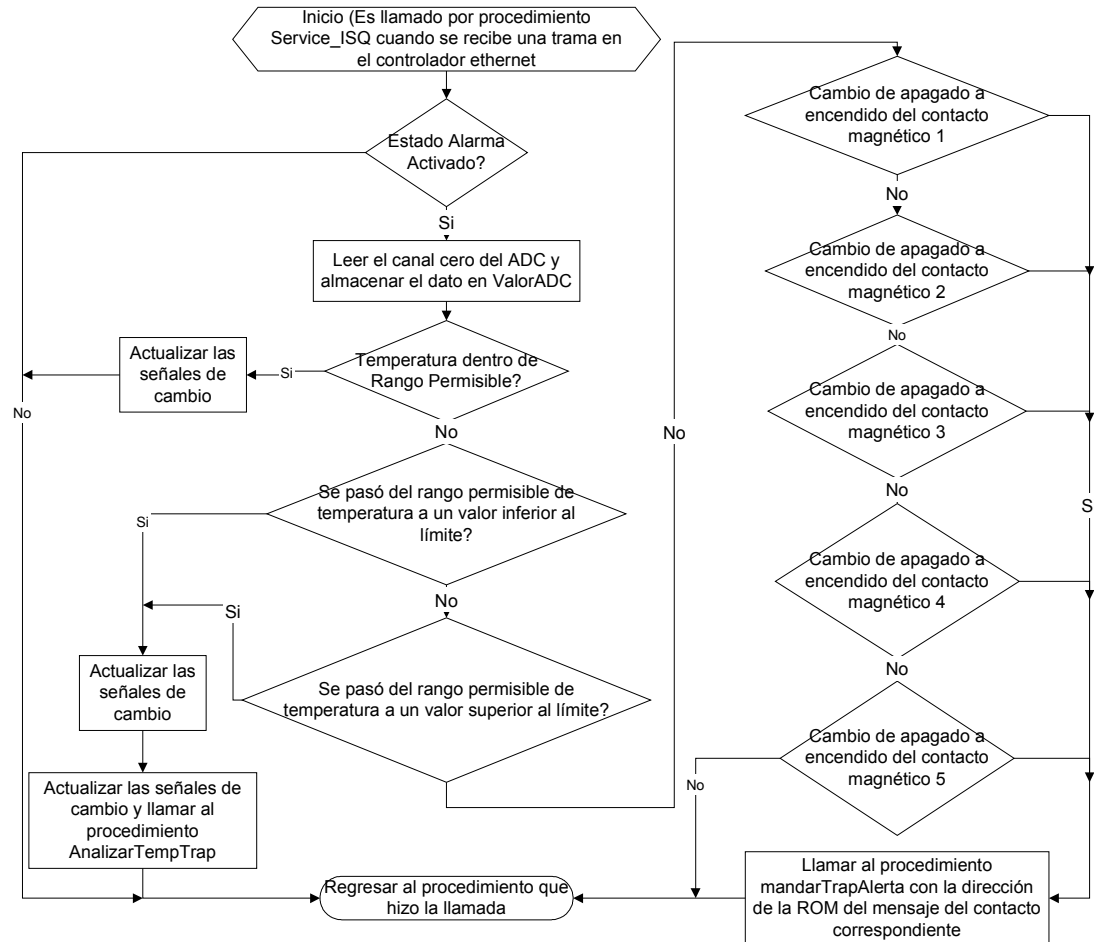 Inicio (Es llamado por procedimiento
Service_ISQ cuando se recibe una trama en
el controlador ethernet
Estado Alarma
Activado?
Si
Leer el canal cero del ADC y
almacenar el dato en ValorADC
Temperatura dentro de
Rango Permisible?
Si
Actualizar las
señales de
cambio
No
No
Se pasó del rango permisible de
temperatura a un valor inferior al
límite?
Si
No
Si
Se pasó del rango permisible de
temperatura a un valor superior al límite?
Actualizar las
señales de
cambio
Actualizar las señales de
cambio y llamar al
procedimiento
AnalizarTempTrap
No
Cambio de apagado a
encendido del contacto
magnético 1
No
Cambio de apagado a
encendido del contacto
magnético 2
No
Cambio de apagado a
encendido del contacto
magnético 3
No
S
Cambio de apagado a
encendido del contacto
magnético 4
No
Cambio de apagado a
encendido del contacto
magnético 5
No
Llamar al procedimiento
mandarTrapAlerta con la dirección
de la ROM del mensaje del contacto
correspondiente
Regresar al procedimiento que
hizo la llamada